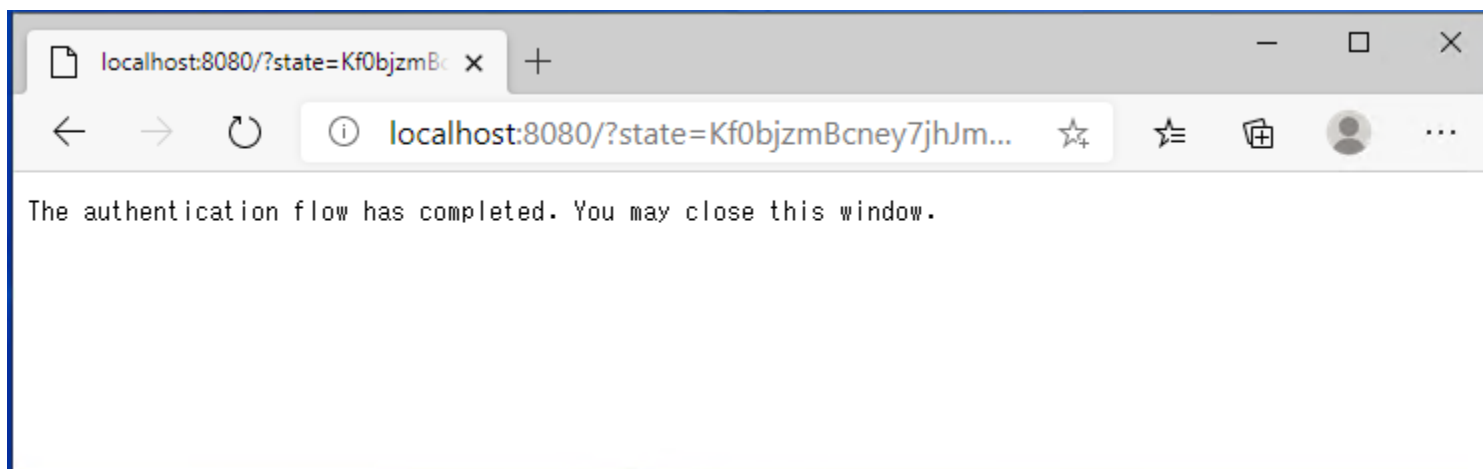 localhost:8080/?state=Kf0bjzmBc
localhost:8080/?state=Kf0bjzmBcney7jhJm...
The authentication flow has completed. You may close this window.